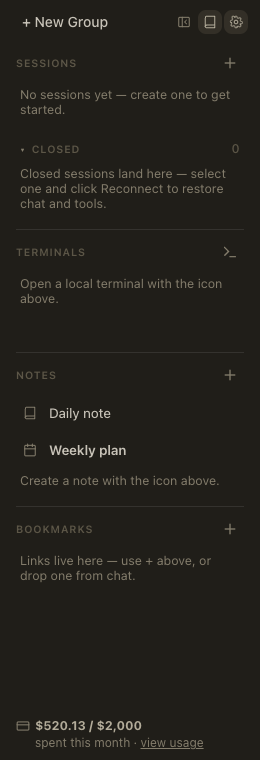 + New Group
SESSIONS
No sessions yet — create one to get
started.
CLOSED 0
Closed sessions land here — select
one and click Reconnect to restore
chat and tools.
TERMINALS
Open a local terminal with the icon
above.
NOTES
Daily note
Weekly plan
Create a note with the icon above.
BOOKMARKS
Links live here — use + above, or
drop one from chat.
$520.13 / $2,000
spent this month · view usage